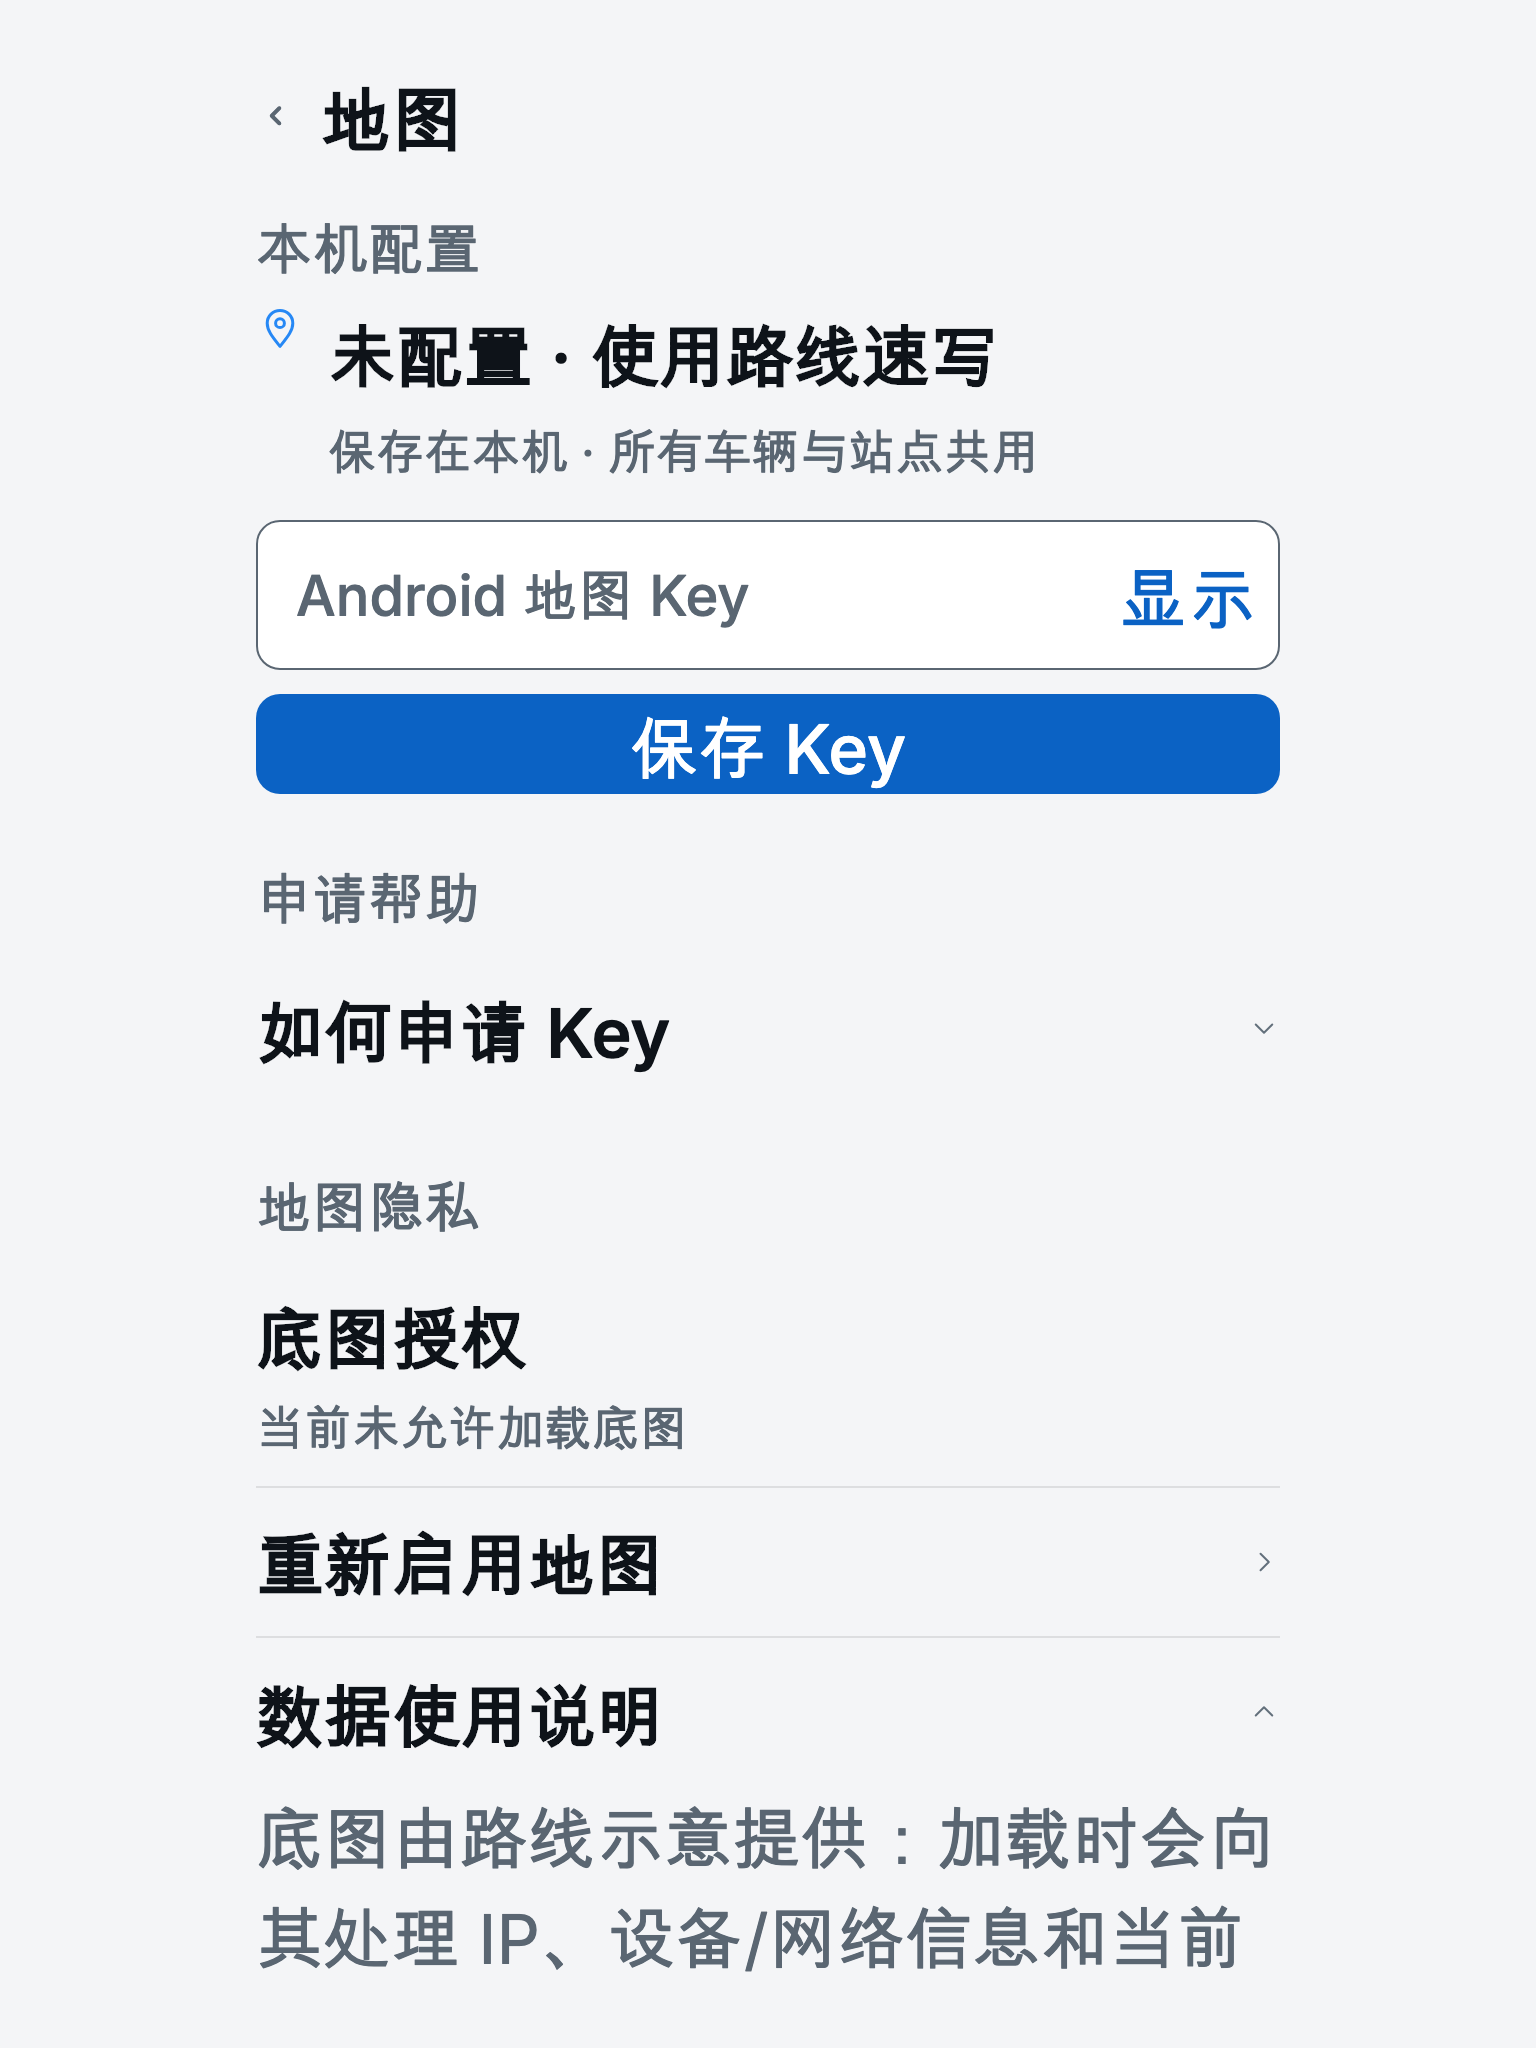 地图
本机配置
未配置 · 使用路线速写
保存在本机 · 所有车辆与站点共用
Android 地图 Key
显示
保存 Key
申请帮助
如何申请 Key
地图隐私
底图授权
当前未允许加载底图
重新启用地图
数据使用说明
底图由路线示意提供：加载时会向
其处理 IP、设备/网络信息和当前